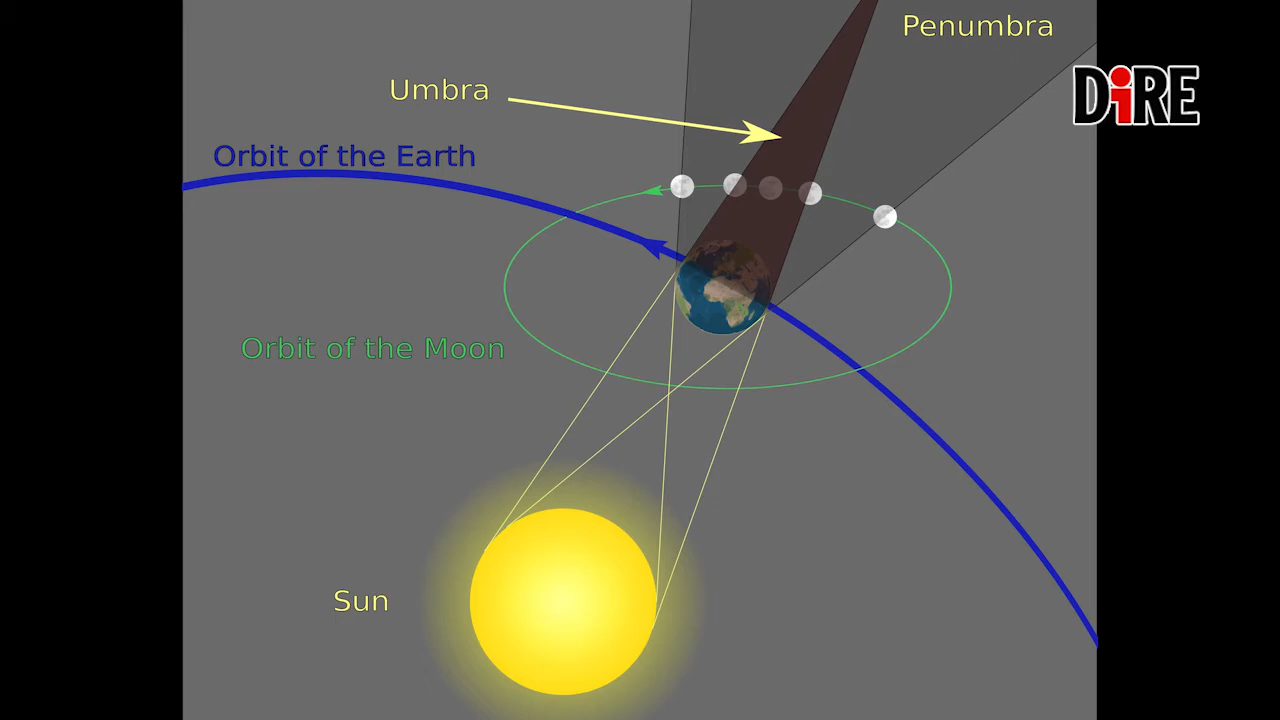 Penumbra
Umbra
DiRE
Orbit of the Earth
Orbit of the Moon
Sun